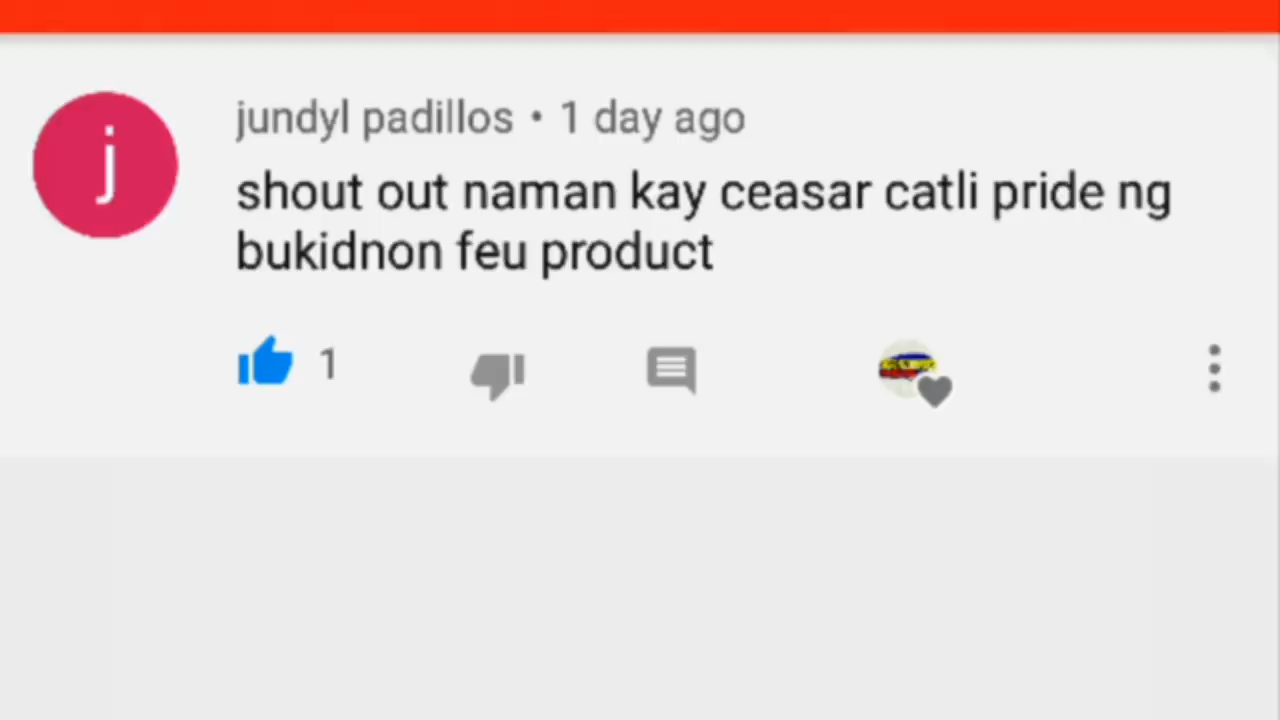 j
jundyl padillos • 1 day ago
shout out naman kay ceasar catli pride ng
bukidnon feu product
1